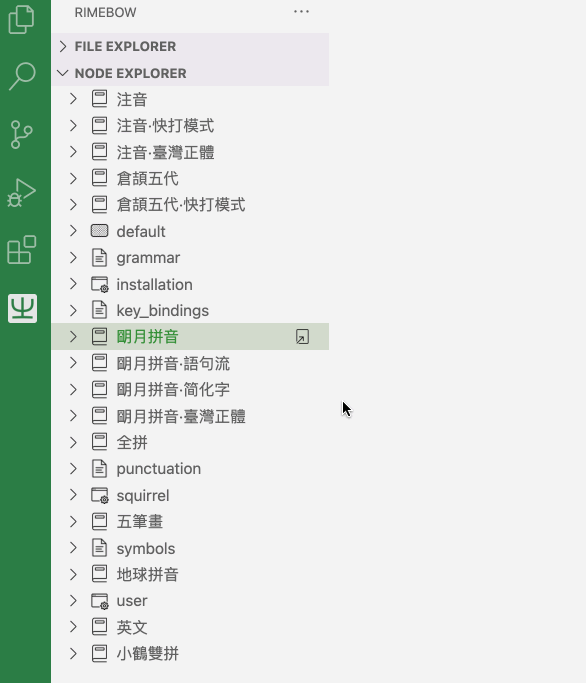 RIMEBOW
FILE EXPLORER
NODE EXPLORER
注音
注音·快打模式
注音·臺灣正體
倉頡五代
倉頡五代·快打模式
default
grammar
installation
key_bindings
朙月拼音
朙月拼音·語句流
朙月拼音·简化字
朙月拼音·臺灣正體
全拼
punctuation
squirrel
五筆畫
symbols
地球拼音
user
英文
小鶴雙拼